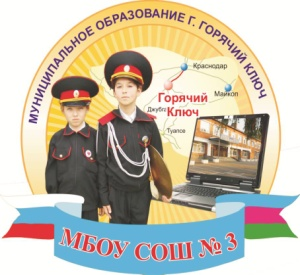 МУНИЦИПАЛЬНОЕ ОБРАЗОВАНИЕ Г. ГОРЯЧИЙ КЛЮЧ
Краснодар
Майкоп
Горячий
Ключ
Джубга
Туапсе
МБОУ СОШ № 3